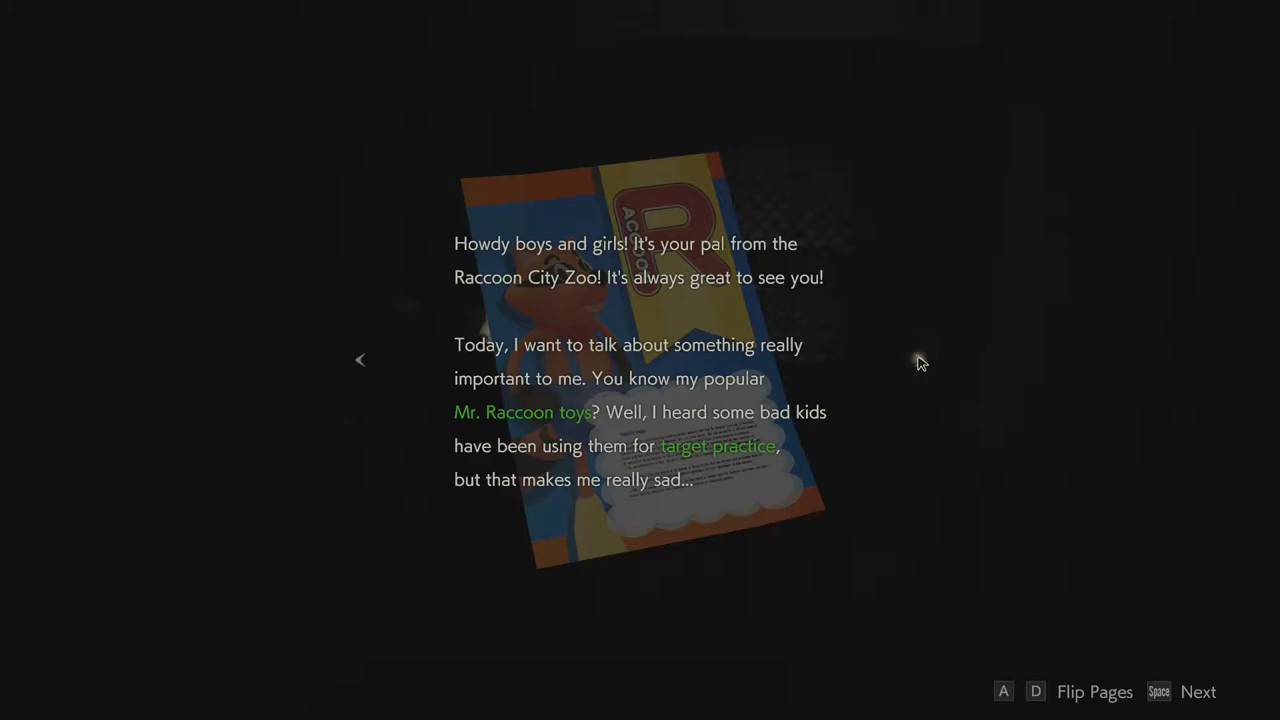 Howdy boys and girls! It's your pal from the
Raccoon City Zoo! It's always great to see you!
Today, I want to talk about something really
important to me. You know my popular
Mr. Raccoon toys? Well, I heard some bad kids
have been using them for target practice,
but that makes me really sad...
R
ACCOON
A D Flip Pages Space Next